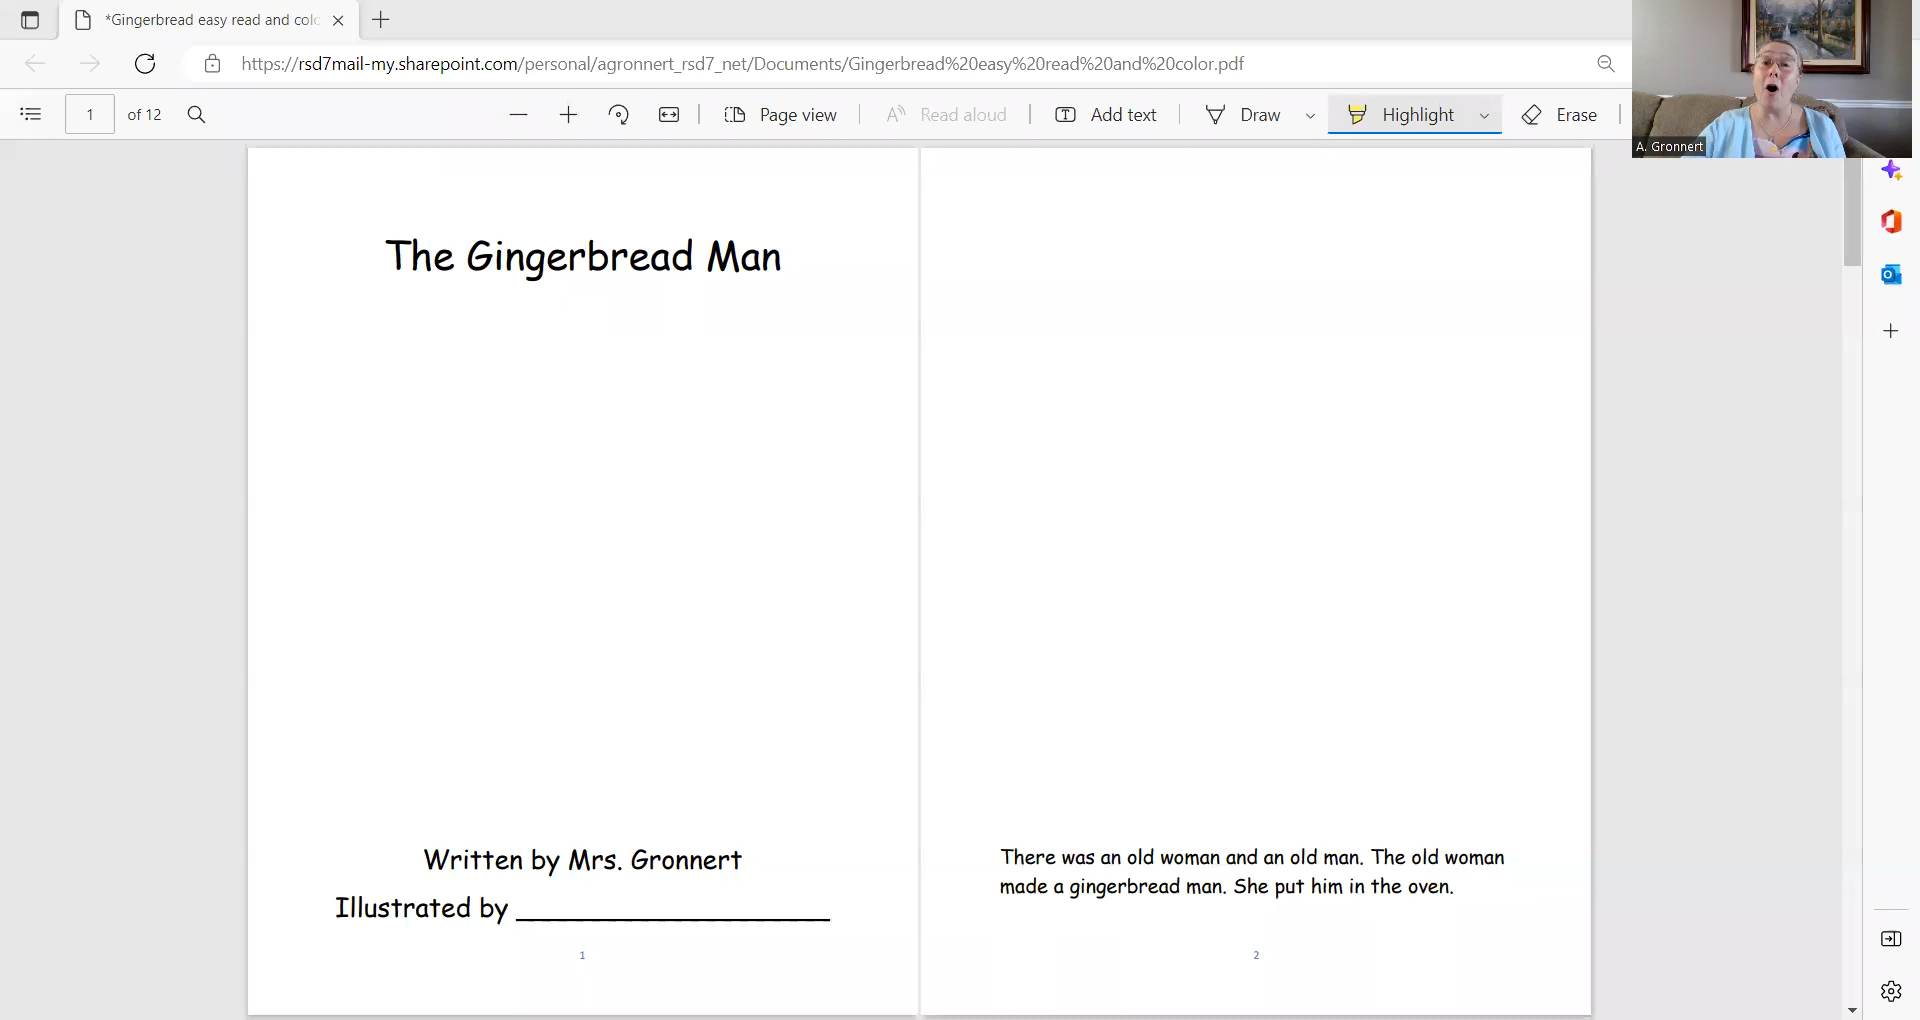 *Gingerbread easy read and colo
https://rsd7mail-my.sharepoint.com/personal/agronnert_rsd7_net/Documents/Gingerbread%20easy%20read%20and%20color.pdf
1 of 12 Page view Read aloud Add text Draw Highlight Erase
A. Gronnert
The Gingerbread Man
Written by Mrs. Gronnert
Illustrated by ____________________
1
There was an old woman and an old man. The old woman
made a gingerbread man. She put him in the oven.
2